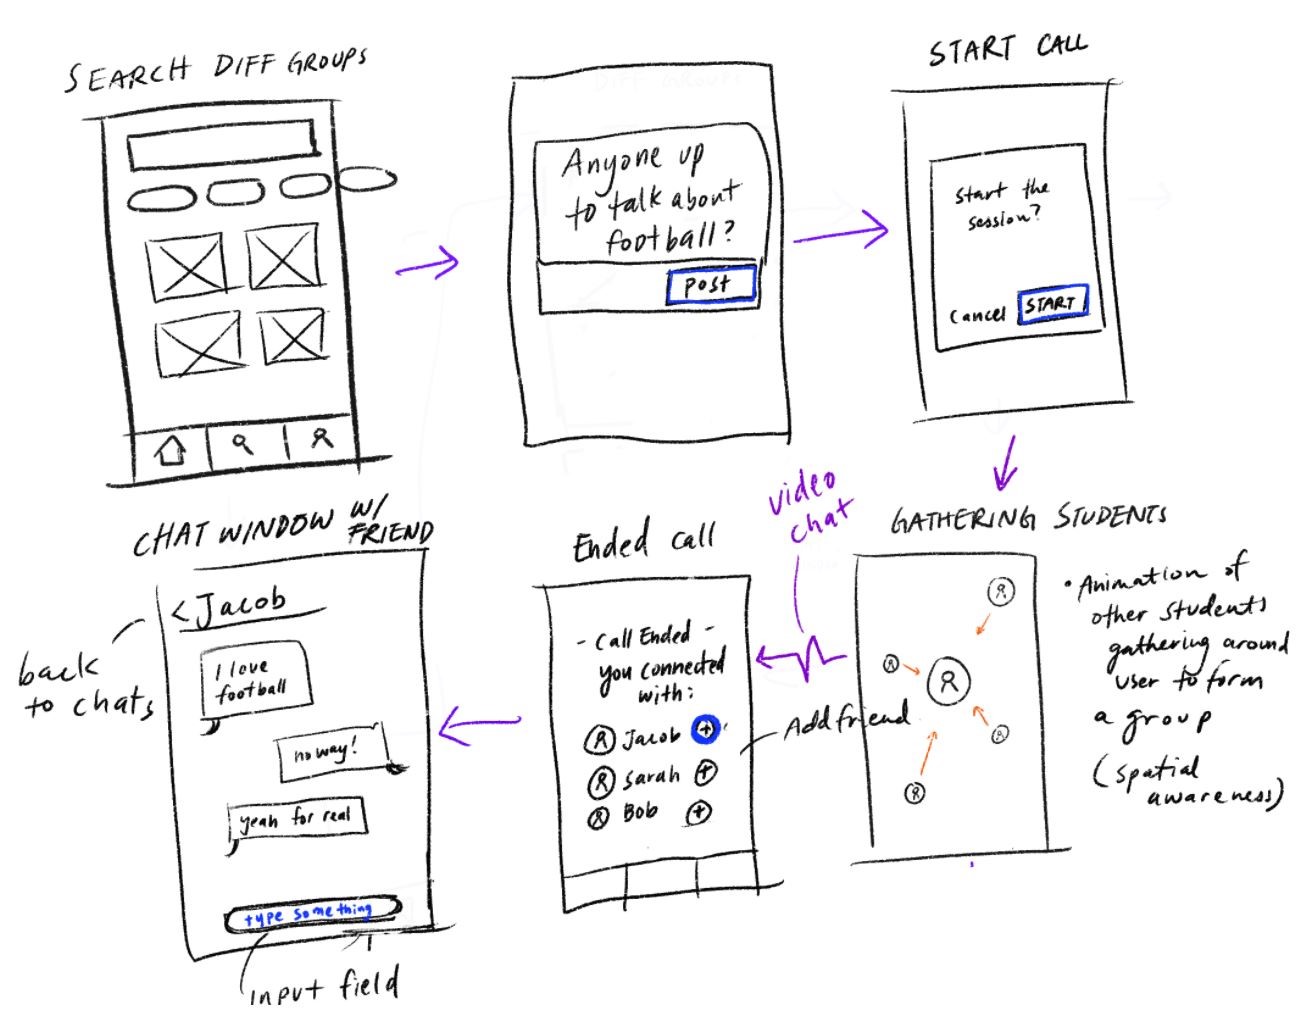 SEARCH DIFF GROUPS
Anyone up
to talk about
football?
post
START CALL
Start the
session?
Cancel
START
CHAT WINDOW W/
FRIEND
< Jacob
back
to chats
I love
football
no way!
yeah for real
type something
Input field
Ended call
- Call Ended -
you connected
with:
Jacob +
Sarah +
Bob +
Add friend
video
chat
GATHERING STUDENTS
• Animation of
other students
gathering around
user to form
a group
(spatial
awareness)